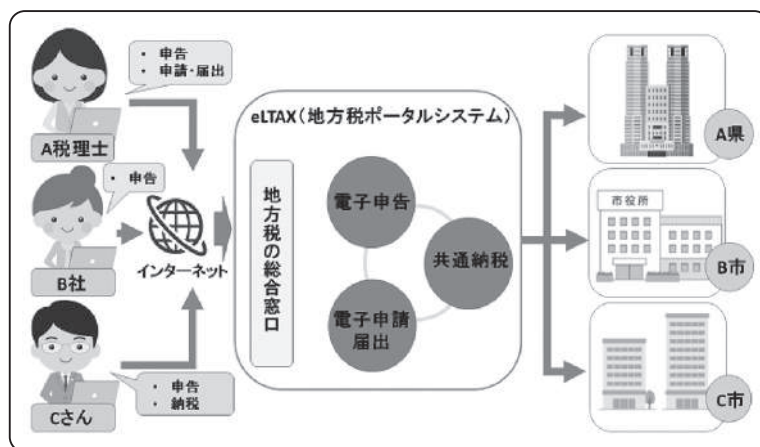 ・ 申告
・ 申請・届出
A税理士
・ 申告
B社
・ 申告
・ 納税
Cさん
インターネット
eLTAX（地方税ポータルシステム）
地方税の総合窓口
電子申告
共通納税
電子申請
届出
A県
市役所
B市
C市